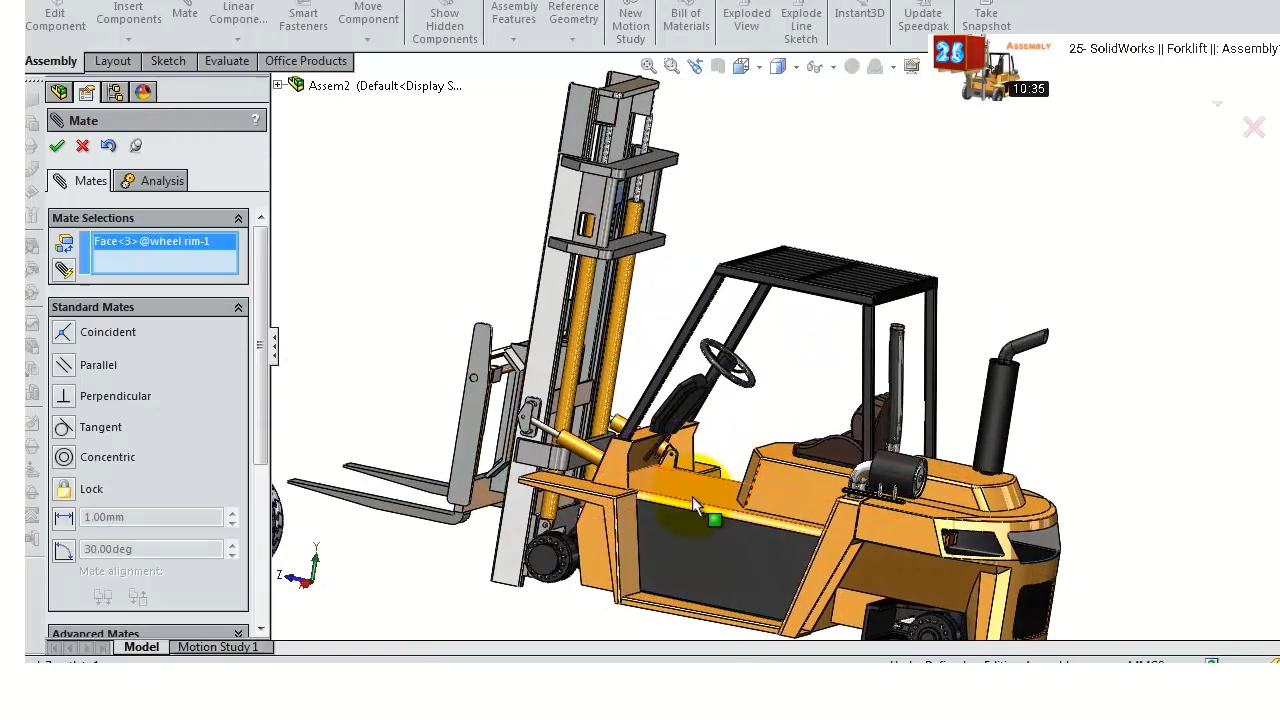 Edit Component
Insert Components
Mate
Linear Compone...
Smart Fasteners
Move Component
Show Hidden Components
Assembly Features
Reference Geometry
New Motion Study
Bill of Materials
Exploded View
Explode Line Sketch
Instant3D
Update Speedpak
Take Snapshot
25
ASSEMBLY
25- SolidWorks || Forklift ||: Assembly
10:35
Assembly
Layout
Sketch
Evaluate
Office Products
Assem2 (Default<Display S...
Mate
?
Mates
Analysis
Mate Selections
Face<3>@wheel rim-1
Standard Mates
Coincident
Parallel
Perpendicular
Tangent
Concentric
Lock
1.00mm
30.00deg
Mate alignment:
Advanced Mates
Y
Z
Model
Motion Study 1